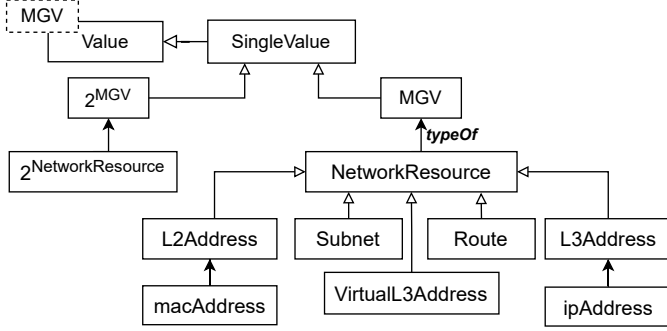 MGV
Value
SingleValue
2^MGV
MGV
typeOf
2^NetworkResource
NetworkResource
L2Address
Subnet
Route
L3Address
macAddress
VirtualL3Address
ipAddress